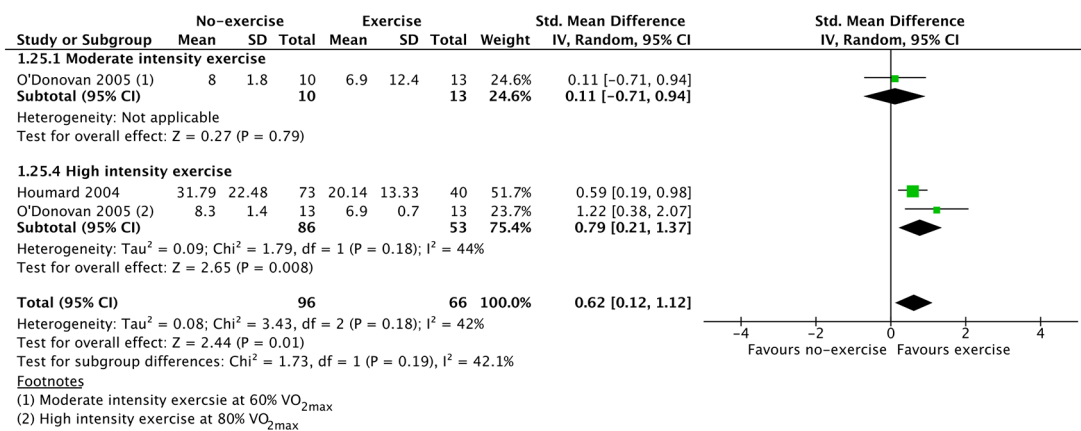 No-exercise Exercise Std. Mean Difference Std. Mean Difference
Study or Subgroup Mean SD Total Mean SD Total Weight IV, Random, 95% CI IV, Random, 95% CI
1.25.1 Moderate intensity exercise
O'Donovan 2005 (1) 8 1.8 10 6.9 12.4 13 24.6% 0.11 [−0.71, 0.94]
Subtotal (95% CI) 10 13 24.6% 0.11 [−0.71, 0.94]
Heterogeneity: Not applicable
Test for overall effect: Z = 0.27 (P = 0.79)
1.25.4 High intensity exercise
Houmard 2004 31.79 22.48 73 20.14 13.33 40 51.7% 0.59 [0.19, 0.98]
O'Donovan 2005 (2) 8.3 1.4 13 6.9 0.7 13 23.7% 1.22 [0.38, 2.07]
Subtotal (95% CI) 86 53 75.4% 0.79 [0.21, 1.37]
Heterogeneity: Tau² = 0.09; Chi² = 1.79, df = 1 (P = 0.18); I² = 44%
Test for overall effect: Z = 2.65 (P = 0.008)
Total (95% CI) 96 66 100.0% 0.62 [0.12, 1.12]
Heterogeneity: Tau² = 0.08; Chi² = 3.43, df = 2 (P = 0.18); I² = 42%
Test for overall effect: Z = 2.44 (P = 0.01)
Test for subgroup differences: Chi² = 1.73, df = 1 (P = 0.19), I² = 42.1%
−4 −2 0 2 4
Favours no-exercise Favours exercise
Footnotes
(1) Moderate intensity exercsie at 60% VO2max
(2) High intensity exercise at 80% VO2max